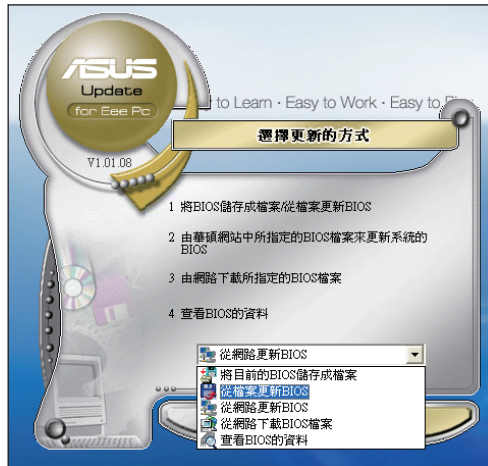 ASUS
Update
for Eee Pc
to Learn · Easy to Work · Easy to
選擇更新的方式
V1.01.08
1 將BIOS儲存成檔案/從檔案更新BIOS
2 由華碩網站中所指定的BIOS檔案來更新系統的
BIOS
3 由網路下載所指定的BIOS檔案
4 查看BIOS的資料
從網路更新BIOS
將目前的BIOS儲存成檔案
從檔案更新BIOS
從網路更新BIOS
從網路下載BIOS檔案
查看BIOS的資料